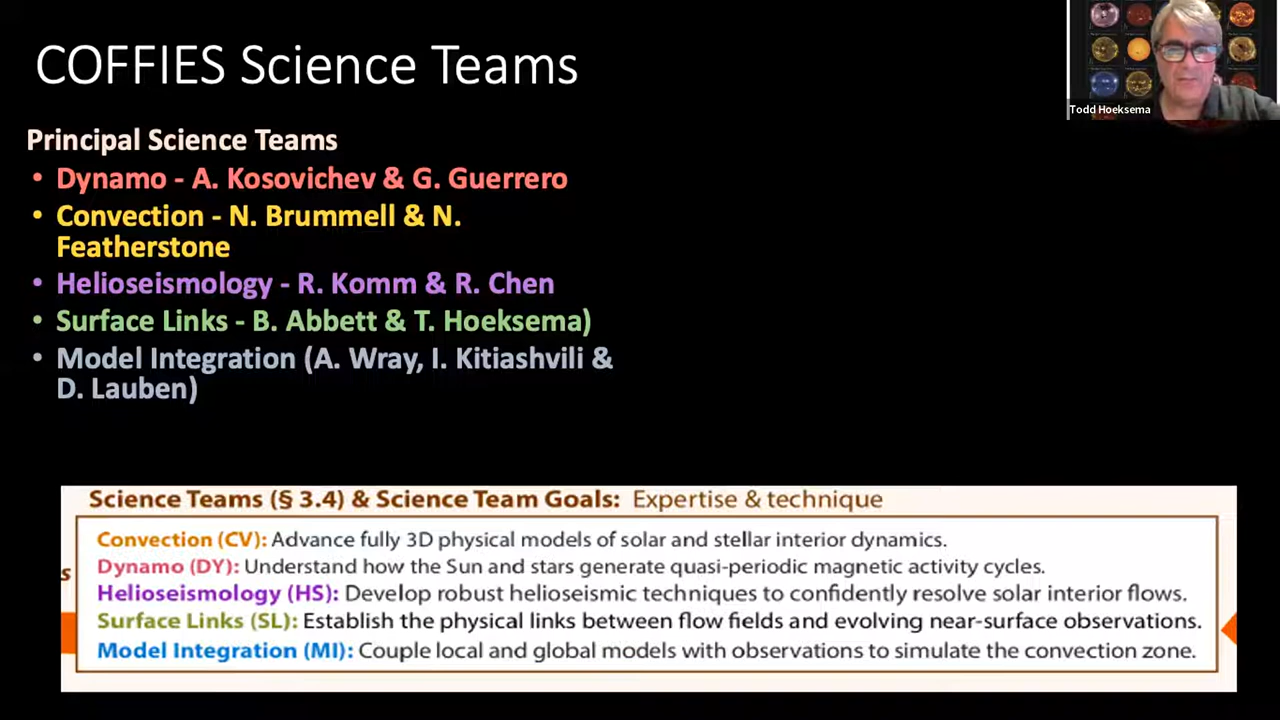 COFFIES Science Teams
Todd Hoeksema
Principal Science Teams
• Dynamo - A. Kosovichev & G. Guerrero
• Convection - N. Brummell & N.
Featherstone
• Helioseismology - R. Komm & R. Chen
• Surface Links - B. Abbett & T. Hoeksema)
• Model Integration (A. Wray, I. Kitiashvili &
D. Lauben)
Science Teams (§ 3.4) & Science Team Goals: Expertise & technique
Convection (CV): Advance fully 3D physical models of solar and stellar interior dynamics.
s Dynamo (DY): Understand how the Sun and stars generate quasi-periodic magnetic activity cycles.
Helioseismology (HS): Develop robust helioseismic techniques to confidently resolve solar interior flows.
Surface Links (SL): Establish the physical links between flow fields and evolving near-surface observations.
Model Integration (MI): Couple local and global models with observations to simulate the convection zone.